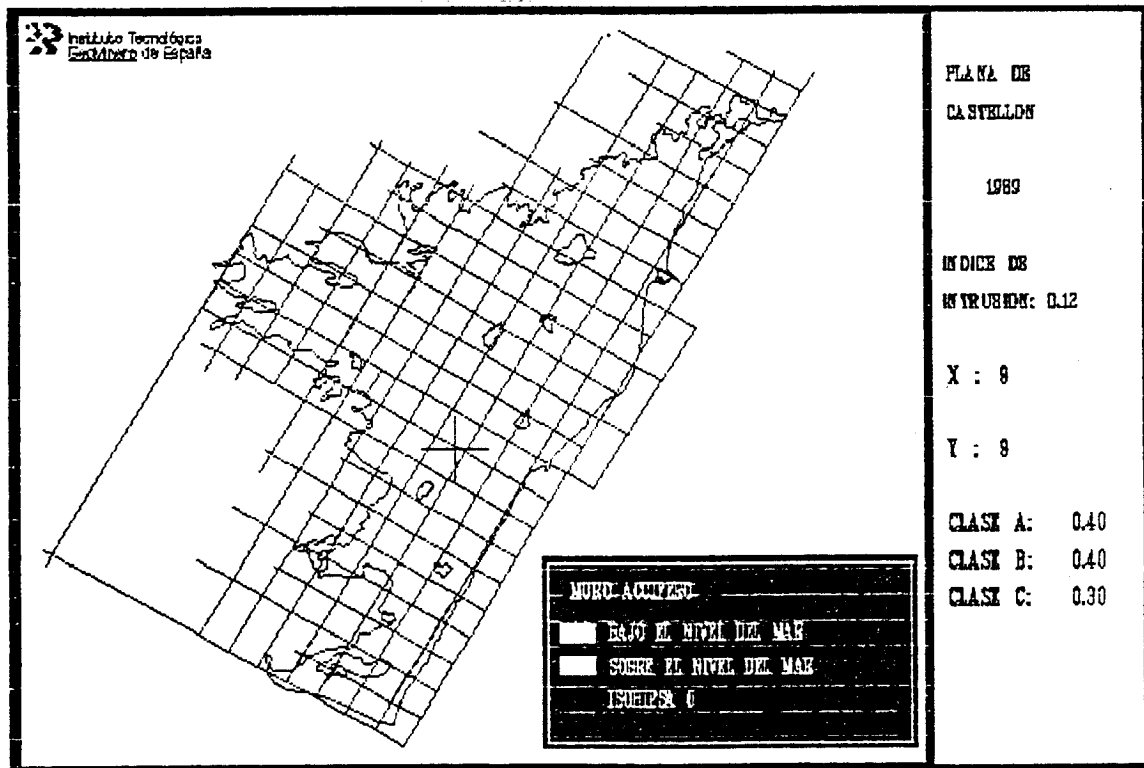 Instituto Tecnológico
GeoMinero de España
PLANA DE
CASTELLON
1989
INDICE DE
INTRUSION: 0.12
X : 9
Y : 9
CLASE A: 0.40
CLASE B: 0.40
CLASE C: 0.30
MURO ACUIFERO
BAJO EL NIVEL DEL MAR
SOBRE EL NIVEL DEL MAR
ISOHIPSA 0